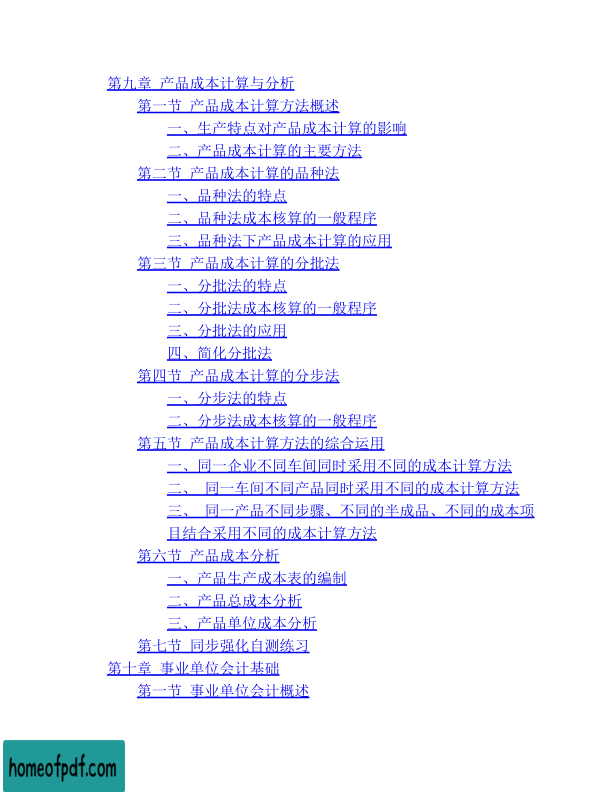 第九章 产品成本计算与分析
第一节 产品成本计算方法概述
一、生产特点对产品成本计算的影响
二、产品成本计算的主要方法
第二节 产品成本计算的品种法
一、品种法的特点
二、品种法成本核算的一般程序
三、品种法下产品成本计算的应用
第三节 产品成本计算的分批法
一、分批法的特点
二、分批法成本核算的一般程序
三、分批法的应用
四、简化分批法
第四节 产品成本计算的分步法
一、分步法的特点
二、分步法成本核算的一般程序
第五节 产品成本计算方法的综合运用
一、同一企业不同车间同时采用不同的成本计算方法
二、 同一车间不同产品同时采用不同的成本计算方法
三、 同一产品不同步骤、不同的半成品、不同的成本项
目结合采用不同的成本计算方法
第六节 产品成本分析
一、产品生产成本表的编制
二、产品总成本分析
三、产品单位成本分析
第七节 同步强化自测练习
第十章 事业单位会计基础
第一节 事业单位会计概述
homeofpdf.com